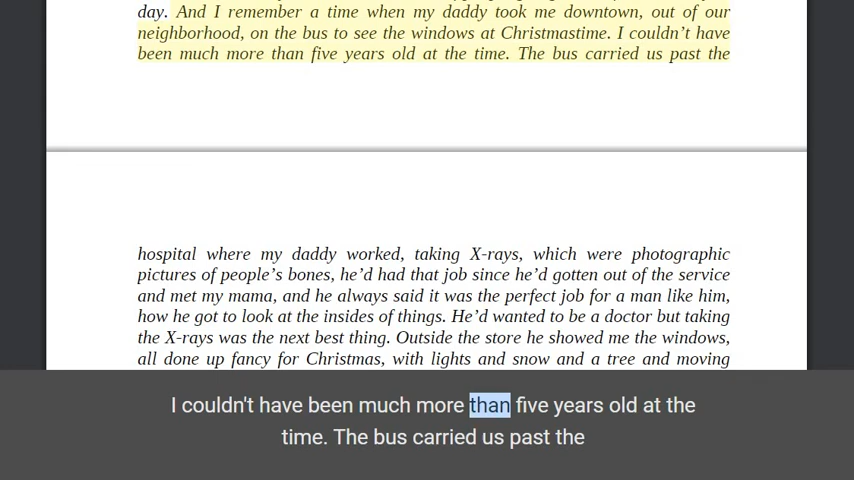 day. And I remember a time when my daddy took me downtown, out of our
neighborhood, on the bus to see the windows at Christmastime. I couldn’t have
been much more than five years old at the time. The bus carried us past the
hospital where my daddy worked, taking X-rays, which were photographic
pictures of people’s bones, he’d had that job since he’d gotten out of the service
and met my mama, and he always said it was the perfect job for a man like him,
how he got to look at the insides of things. He’d wanted to be a doctor but taking
the X-rays was the next best thing. Outside the store he showed me the windows,
all done up fancy for Christmas, with lights and snow and a tree and moving
I couldn't have been much more than five years old at the
time. The bus carried us past the